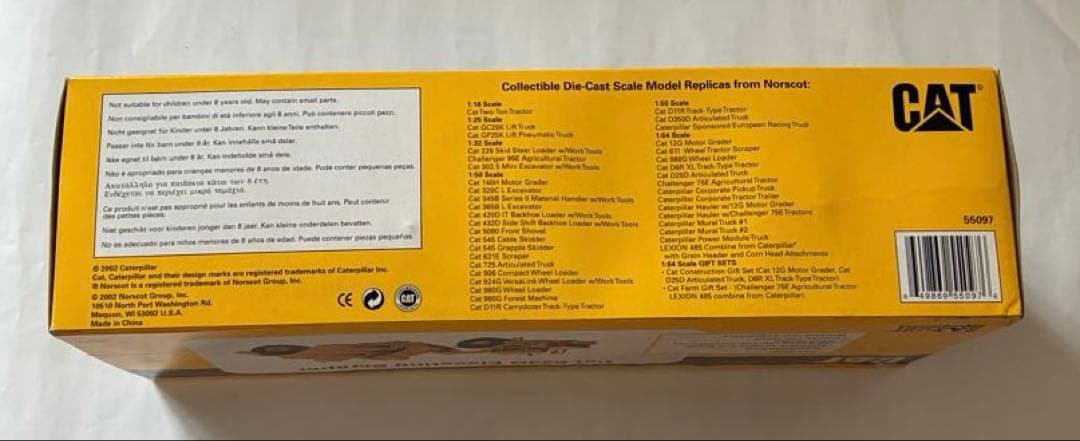 Not suitable for children under 8 years old. May contain small parts.
Non consigliabile per bambini di età inferiore agli 8 anni. Può contenere piccoli pezzi.
Nicht geeignet für Kinder unter 8 Jahren. Kann kleine Teile enthalten.
Passar inte för barn under 8 år. Kan innehålla små delar.
Ikke egnet til børn under 8 år. Kan indeholde små dele.
Não é apropriado para crianças menores de 8 anos de idade. Pode conter pequenas peças.
Ακατάλληλο για παιδάκια κάτω των 8 έτη.
Ενδέχεται να περιέχει μικρά τεμάχια.
Ce produit n'est pas approprié pour les enfants de moins de huit ans. Peut contenir
des petites pièces.
Niet geschikt voor kinderen jonger dan 8 jaar. Kan kleine onderdelen bevatten.
No es adecuado para niños menores de 8 años de edad. Puede contener piezas pequeñas.
© 2002 Caterpillar
Cat, Caterpillar and their design marks are registered trademarks of Caterpillar Inc.
® Norscot is a registered trademark of Norscot Group, Inc.
© 2002 Norscot Group, Inc.
10510 North Port Washington Rd.
Mequon, WI 53092 U.S.A.
Made in China
CE
CAT
Collectible Die-Cast Scale Model Replicas from Norscot:
1:16 Scale
Cat Two-Ton Tractor
1:25 Scale
Cat GC25K Lift Truck
Cat GP25K Lift Pneumatic Truck
1:32 Scale
Cat 226 Skid Steer Loader w/Work Tools
Challenger 95E Agricultural Tractor
Cat 302.5 Mini Excavator w/Work Tools
1:50 Scale
Cat 140H Motor Grader
Cat 329C L Excavator
Cat 345B Series II Material Handler w/Work Tools
Cat 365B L Excavator
Cat 420D IT Backhoe Loader w/Work Tools
Cat 432D Side Shift Backhoe Loader w/Work Tools
Cat 5080 Front Shovel
Cat 545 Cable Skidder
Cat 545 Grapple Skidder
Cat 631E Scraper
Cat 725 Articulated Truck
Cat 906 Compact Wheel Loader
Cat 924G VersaLink Wheel Loader w/Work Tools
Cat 980G Wheel Loader
Cat 980G Forest Machine
Cat D11R Carrydozer Track-Type Tractor
1:50 Scale
Cat D11R Track-Type Tractor
Cat D350D Articulated Truck
Caterpillar Sponsored European Racing Truck
1:64 Scale
Cat 12G Motor Grader
Cat 611 Wheel Tractor Scraper
Cat 988G Wheel Loader
Cat D6R XL Track-Type Tractor
Cat D25D Articulated Truck
Challenger 75E Agricultural Tractor
Caterpillar Corporate Pickup Truck
Caterpillar Corporate Tractor Trailer
Caterpillar Hauler w/12G Motor Grader
Caterpillar Hauler w/Challenger 75E Tractors
Caterpillar Mural Truck #1
Caterpillar Mural Truck #2
Caterpillar Power Module Truck
LEXION 485 Combine from Caterpillar
with Grain Header and Corn Head Attachments
1:64 Scale GIFT SETS
• Cat Construction Gift Set (Cat 12G Motor Grader, Cat
D25D Articulated Truck, D6R XL Track-Type Tractor)
• Cat Farm Gift Set - (Challenger 75E Agricultural Tractor
LEXION 485 combine from Caterpillar)
CAT®
55097
49869 55097 4